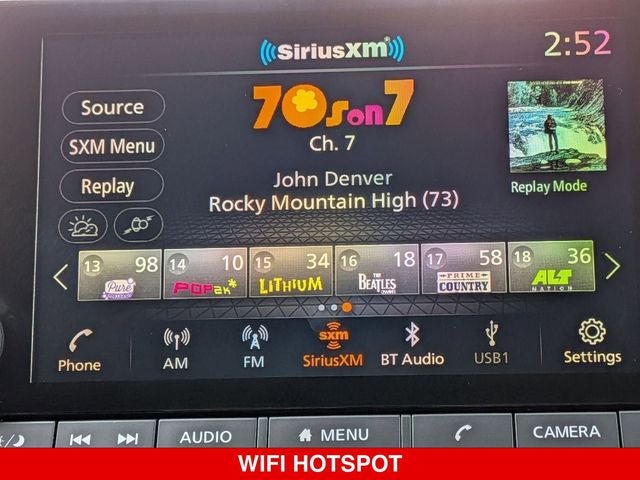 SiriusXM
2:52
Source
70s on 7
SXM Menu
Ch. 7
Replay
John Denver
Replay Mode
Rocky Mountain High (73)
13 98
14 10
15 34
16 18
17 58
18 36
Pure
POP2K*
LiTHiUM
THE BEATLES
PRIME COUNTRY
ALT NATION
Phone
AM
FM
sxm
SiriusXM
BT Audio
USB1
Settings
AUDIO
MENU
CAMERA
WIFI HOTSPOT